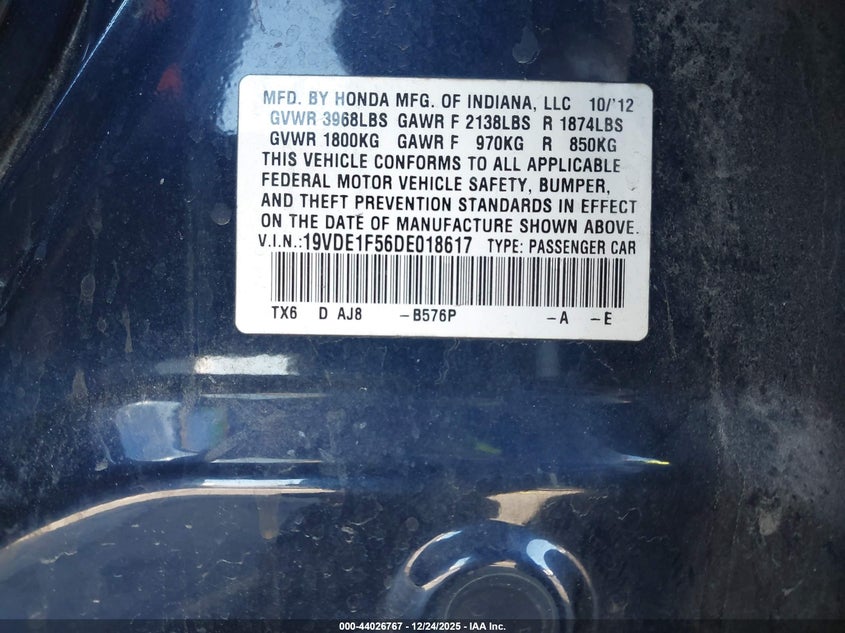 MFD. BY HONDA MFG. OF INDIANA, LLC 10/'12
GVWR 3968LBS GAWR F 2138LBS R 1874LBS
GVWR 1800KG GAWR F 970KG R 850KG
THIS VEHICLE CONFORMS TO ALL APPLICABLE
FEDERAL MOTOR VEHICLE SAFETY, BUMPER,
AND THEFT PREVENTION STANDARDS IN EFFECT
ON THE DATE OF MANUFACTURE SHOWN ABOVE.
V.I.N.:19VDE1F56DE018617 TYPE: PASSENGER CAR
TX6 D AJ8 -B576P -A -E
000-44026767 - 12/24/2025 - IAA Inc.